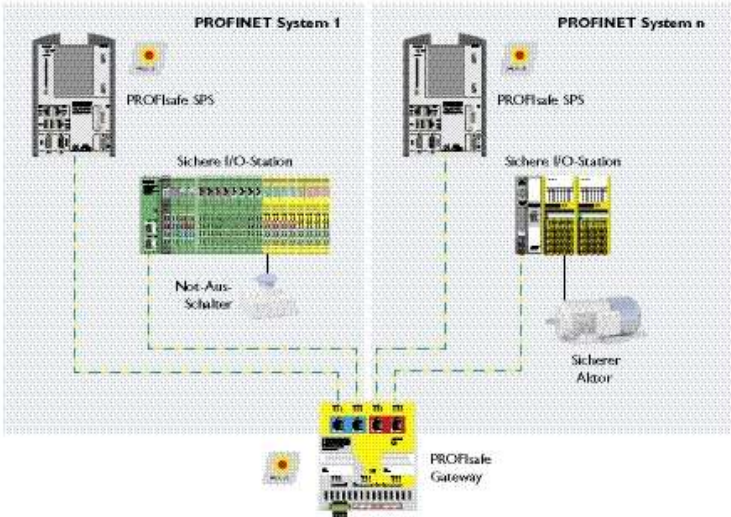 PROFINET System 1
PROFINET System n
PROFIsafe SPS
PROFIsafe SPS
Sichere I/O-Station
Sichere I/O-Station
Not-Aus-
Schalter
Sicherer
Aktor
PROFIsafe
Gateway